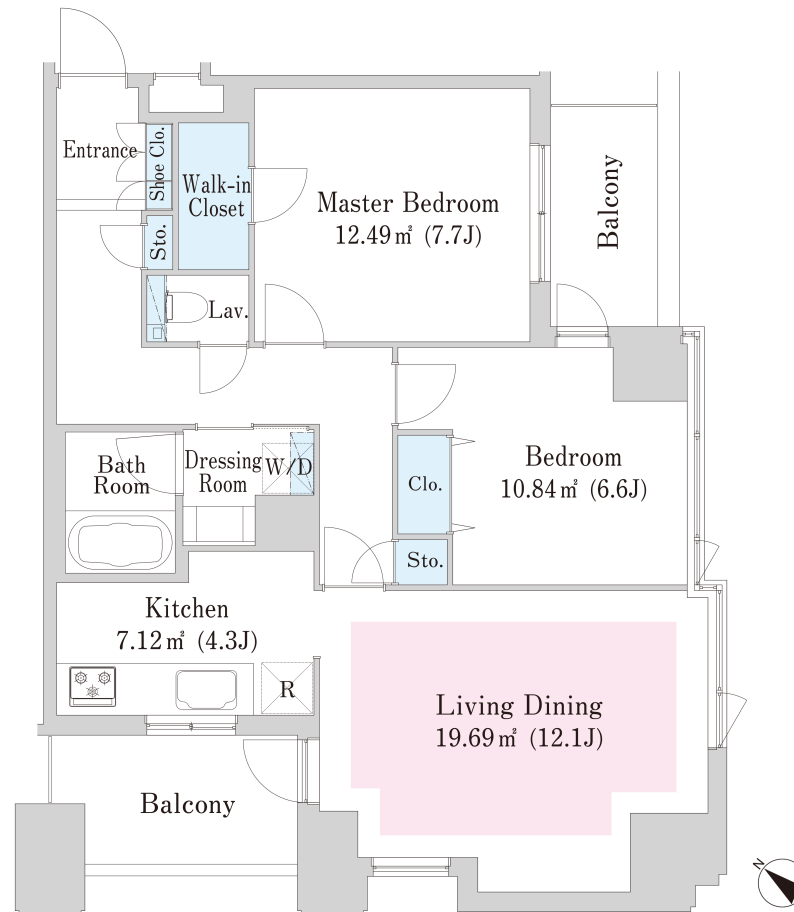 Entrance
Shoe Clo.
Walk-in
Closet
Master Bedroom
12.49㎡ (7.7J)
Balcony
Sto.
Lav.
Bath
Room
Dressing
Room
W/D
Clo.
Bedroom
10.84㎡ (6.6J)
Sto.
Kitchen
7.12㎡ (4.3J)
R
Living Dining
19.69㎡ (12.1J)
Balcony
N